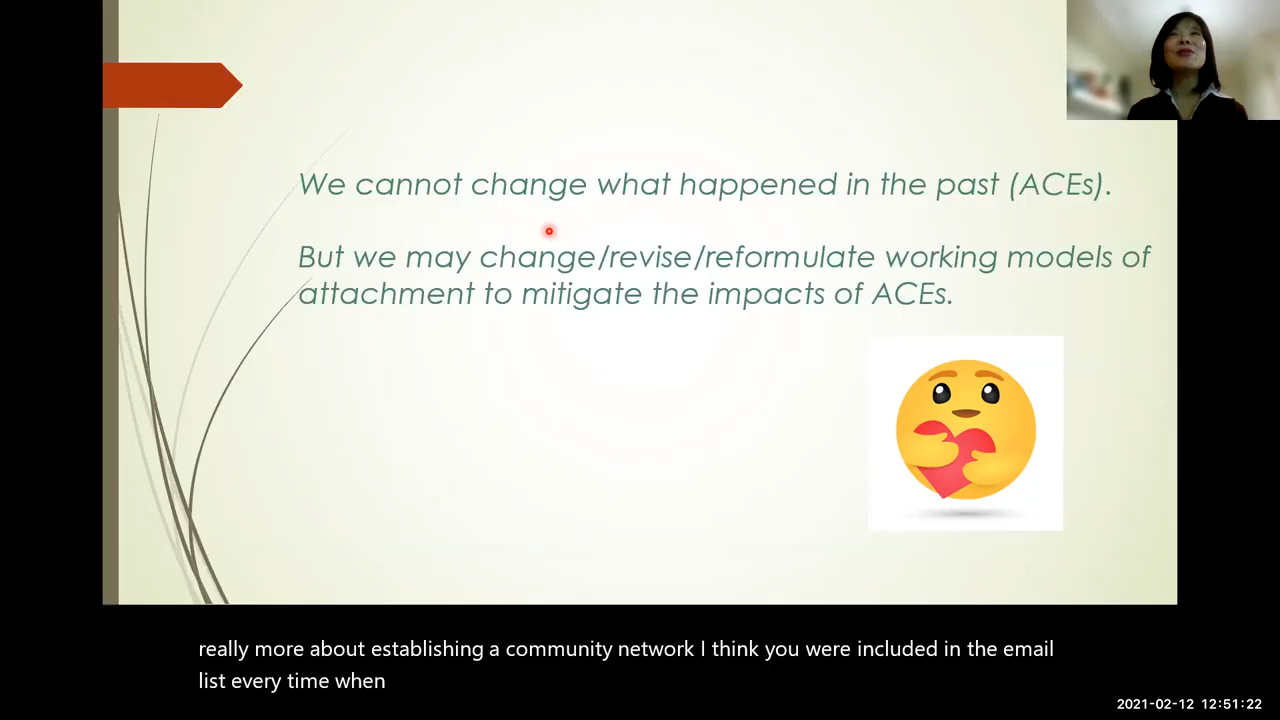 We cannot change what happened in the past (ACEs).
But we may change/revise/reformulate working models of
attachment to mitigate the impacts of ACEs.
really more about establishing a community network I think you were included in the email
list every time when
2021-02-12 12:51:22